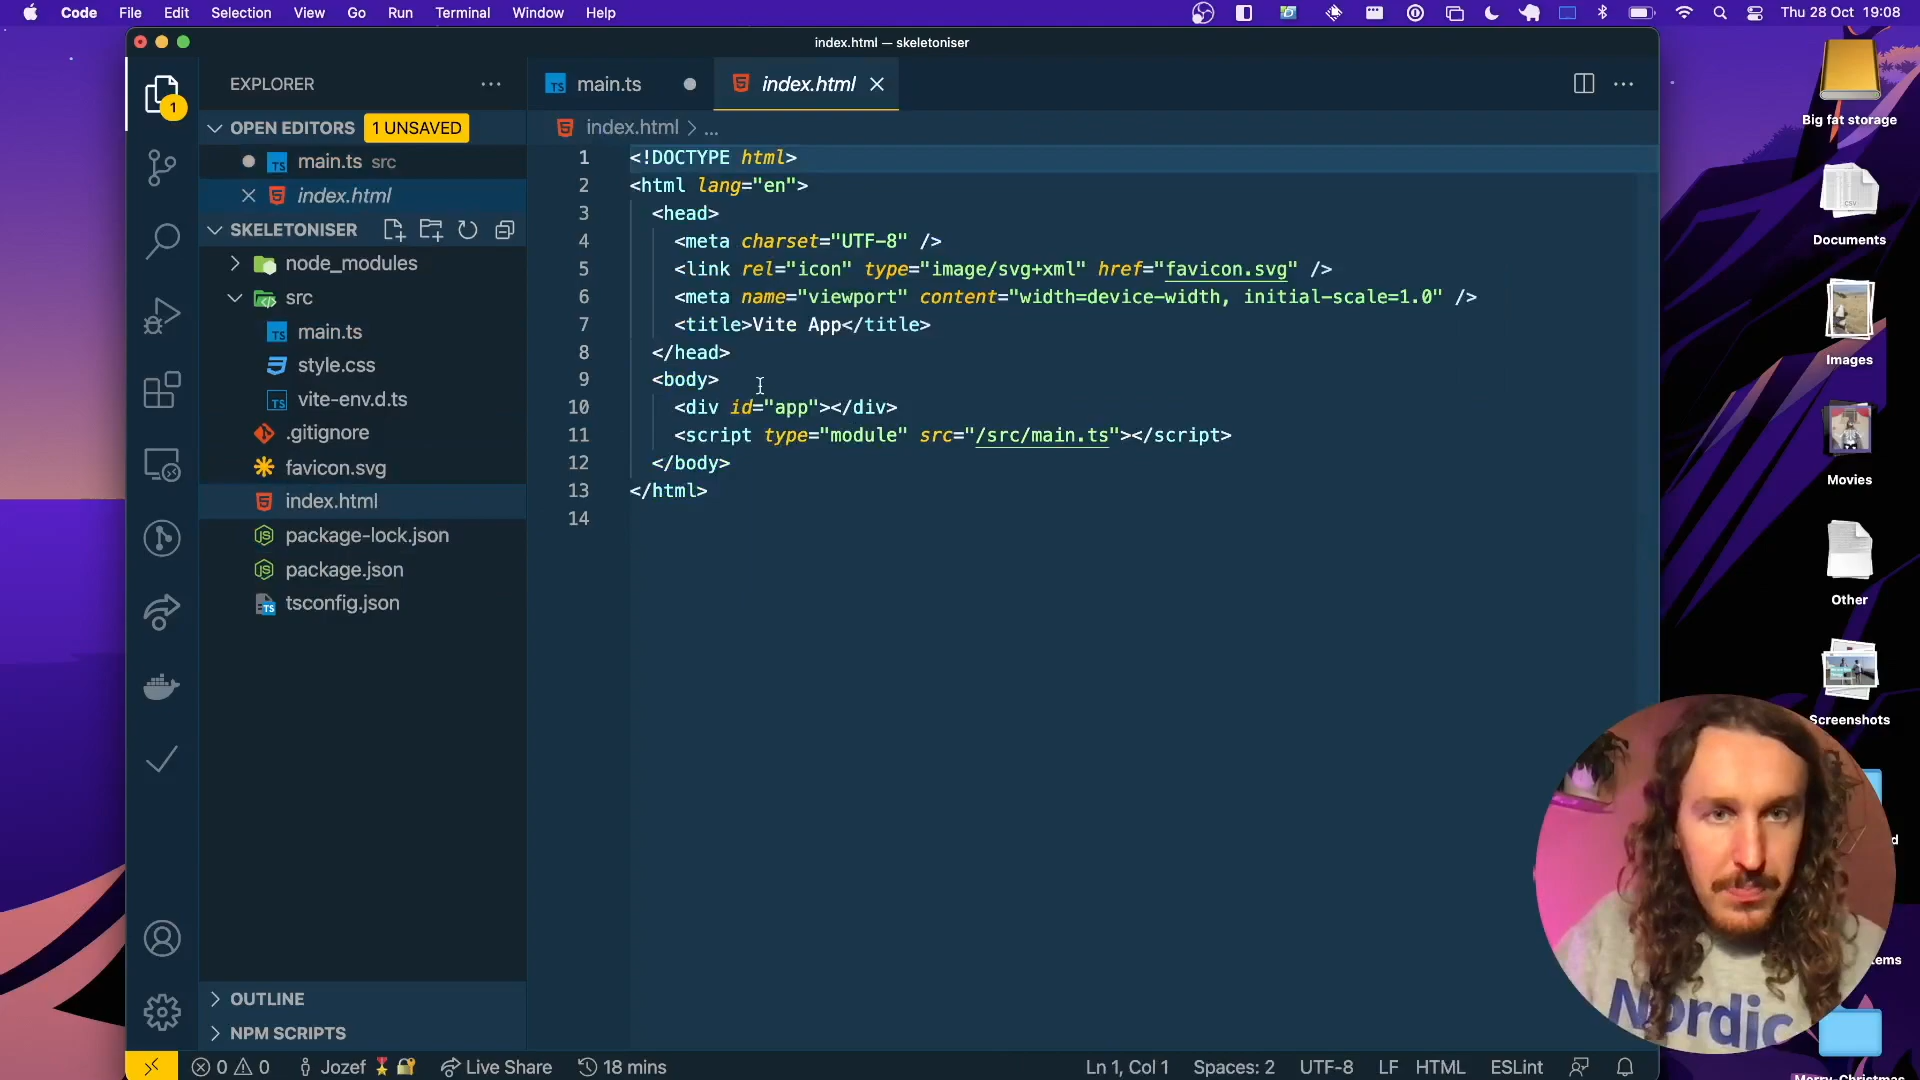 Code File Edit Selection View Go Run Terminal Window Help Thu 28 Oct 19:08
index.html — skeletoniser
EXPLORER
main.ts
index.html
OPEN EDITORS 1 UNSAVED
main.ts src
index.html
SKELETONISER
node_modules
src
main.ts
style.css
vite-env.d.ts
.gitignore
favicon.svg
index.html
package-lock.json
package.json
tsconfig.json
OUTLINE
NPM SCRIPTS
1
index.html > ...
1 <!DOCTYPE html>
2 <html lang="en">
3 <head>
4 <meta charset="UTF-8" />
5 <link rel="icon" type="image/svg+xml" href="favicon.svg" />
6 <meta name="viewport" content="width=device-width, initial-scale=1.0" />
7 <title>Vite App</title>
8 </head>
9 <body>
10 <div id="app"></div>
11 <script type="module" src="/src/main.ts"></script>
12 </body>
13 </html>
14
0 0 Jozef Live Share 18 mins Ln 1, Col 1 Spaces: 2 UTF-8 LF HTML ESLint
Big fat storage
Documents
Images
Movies
Other
Screenshots
Nordic